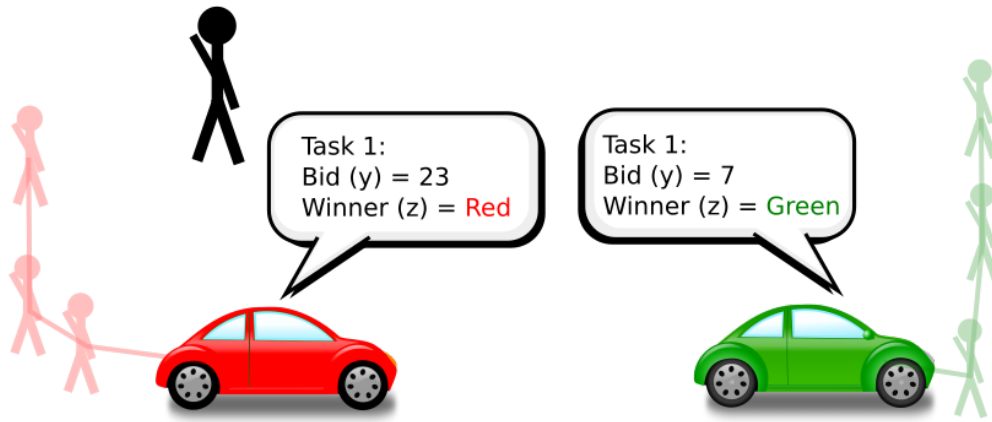 Task 1:
Bid (y) = 23
Winner (z) = Red
Task 1:
Bid (y) = 7
Winner (z) = Green